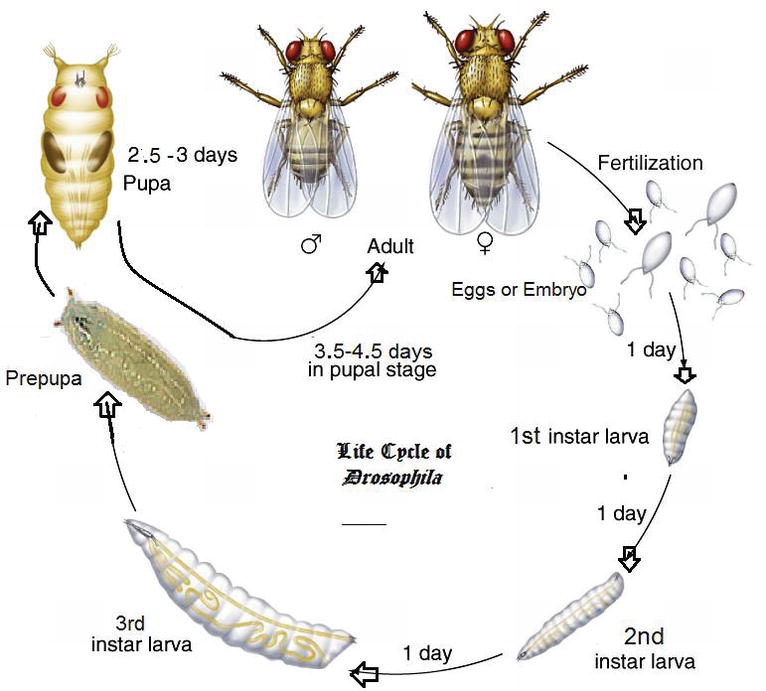 2.5 -3 days
Pupa
♂
Adult
♀
Fertilization
Eggs or Embryo
1 day
1st instar larva
1 day
2nd
instar larva
1 day
3rd
instar larva
Prepupa
3.5-4.5 days
in pupal stage
Life Cycle of
Drosophila